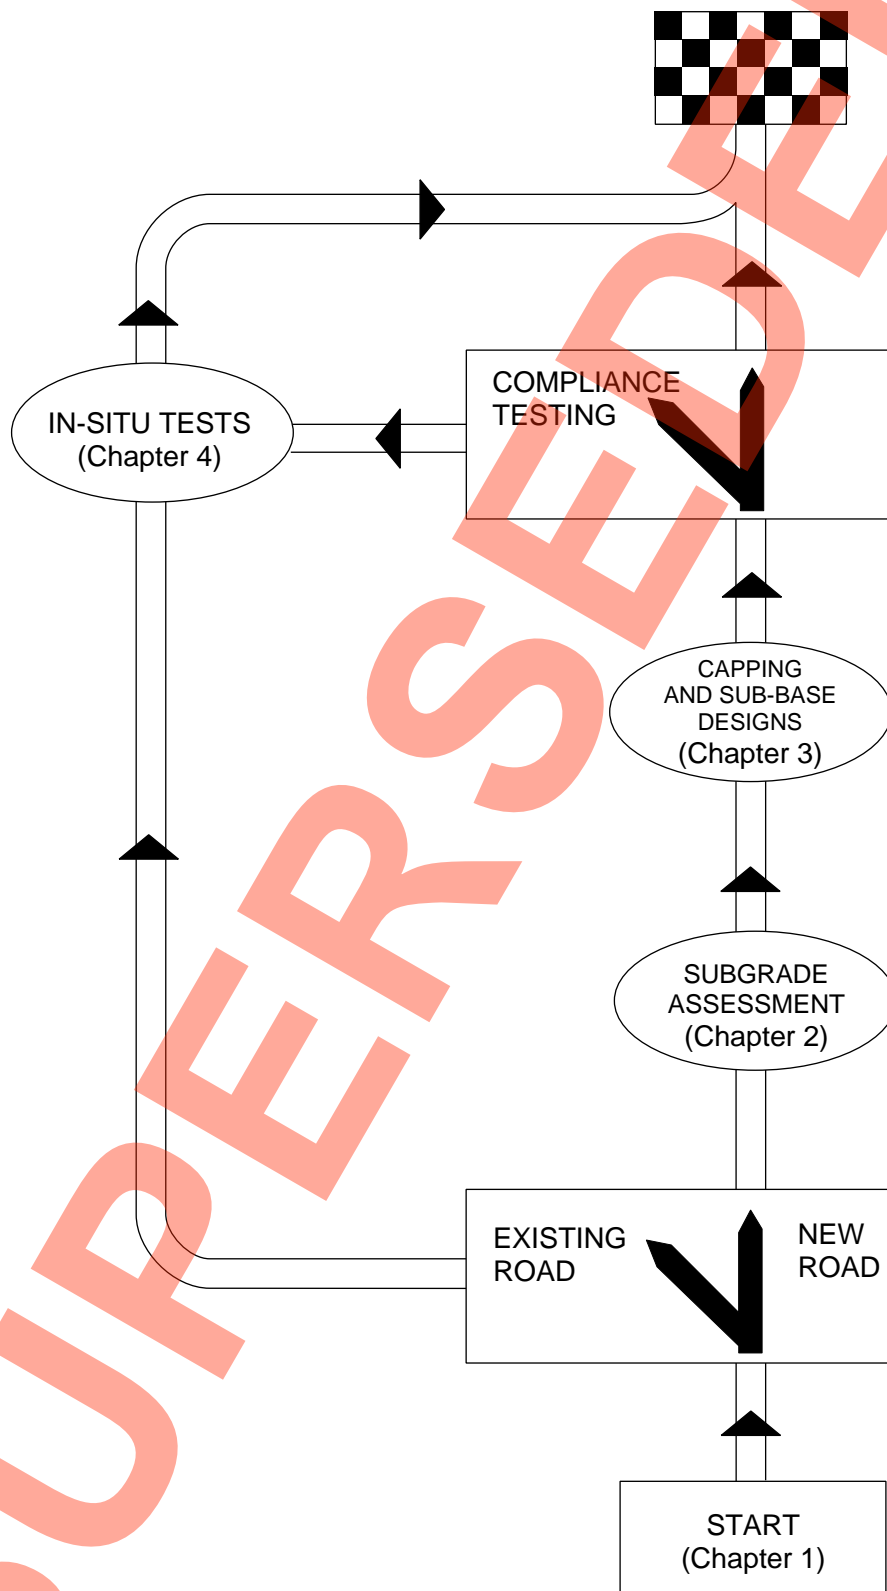 COMPLIANCE
TESTING
IN-SITU TESTS
(Chapter 4)
CAPPING
AND SUB-BASE
DESIGNS
(Chapter 3)
SUBGRADE
ASSESSMENT
(Chapter 2)
EXISTING
ROAD
NEW
ROAD
START
(Chapter 1)
SUPERSEDED